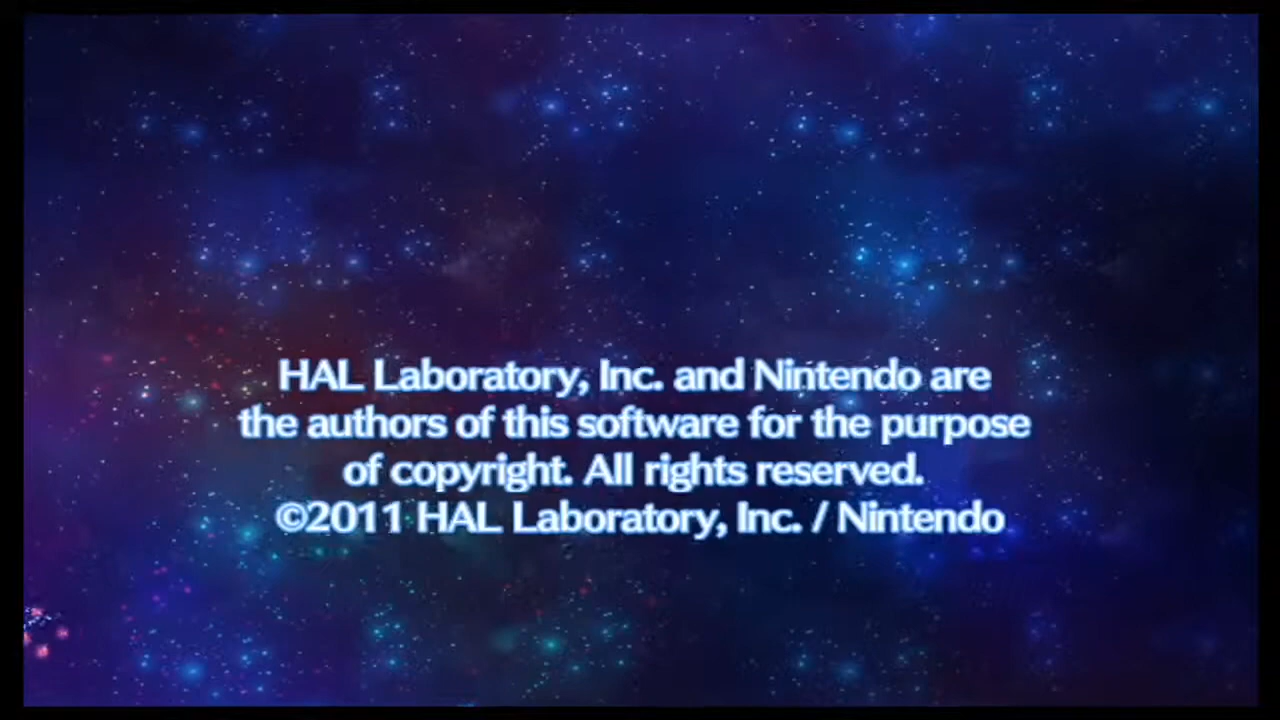 HAL Laboratory, Inc. and Nintendo are
the authors of this software for the purpose
of copyright. All rights reserved.
©2011 HAL Laboratory, Inc. / Nintendo